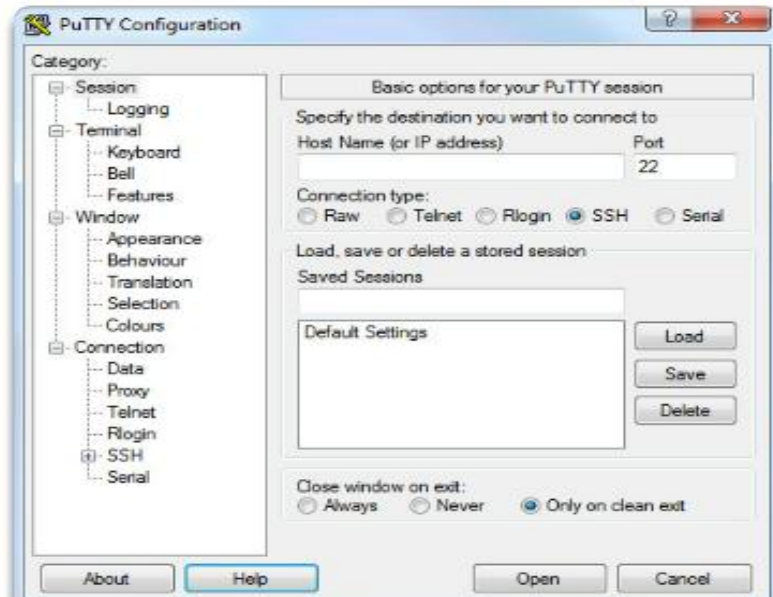 PuTTY Configuration
Category:
Session
Logging
Terminal
Keyboard
Bell
Features
Window
Appearance
Behaviour
Translation
Selection
Colours
Connection
Data
Proxy
Telnet
Rlogin
SSH
Serial
Basic options for your PuTTY session
Specify the destination you want to connect to
Host Name (or IP address) Port
22
Connection type:
Raw Telnet Rlogin SSH Serial
Load, save or delete a stored session
Saved Sessions
Default Settings
Load
Save
Delete
Close window on exit:
Always Never Only on clean exit
About Help Open Cancel